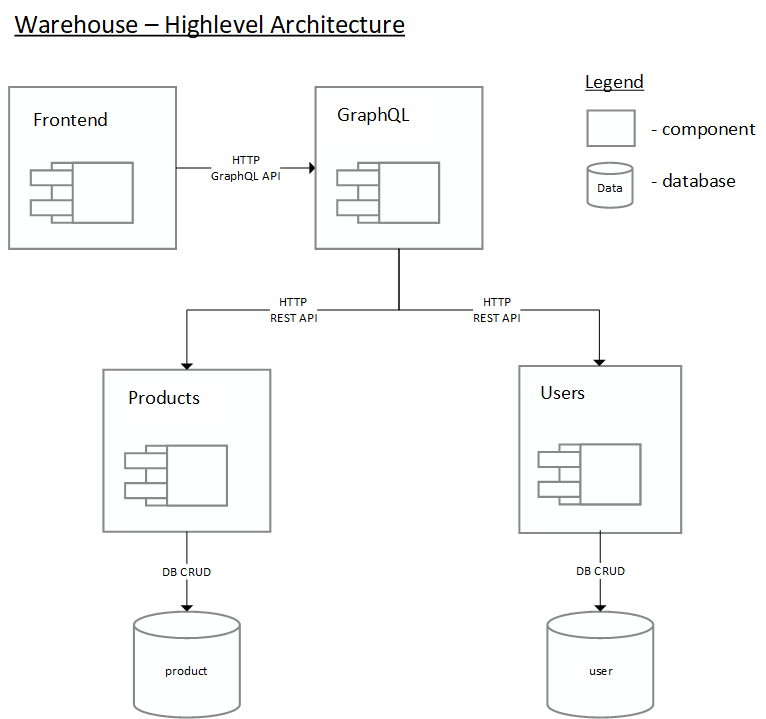 Warehouse – Highlevel Architecture
Frontend
HTTP
GraphQL API
GraphQL
Legend
- component
Data
- database
HTTP
REST API
HTTP
REST API
Products
Users
DB CRUD
DB CRUD
product
user